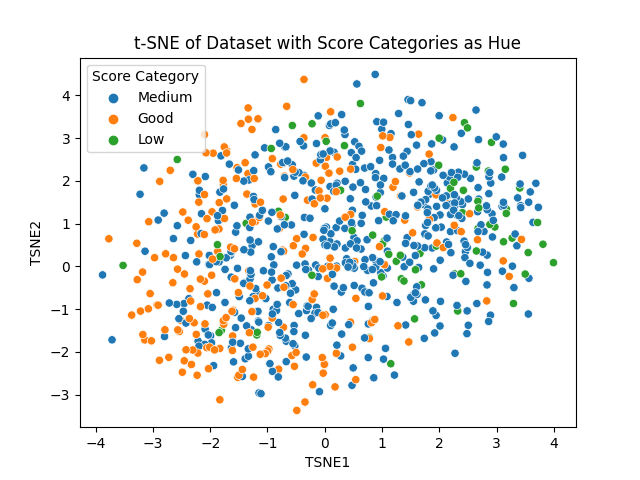 t-SNE of Dataset with Score Categories as Hue
Score Category
Medium
Good
Low
TSNE2
4
3
2
1
0
−1
−2
−3
−4 −3 −2 −1 0 1 2 3 4
TSNE1